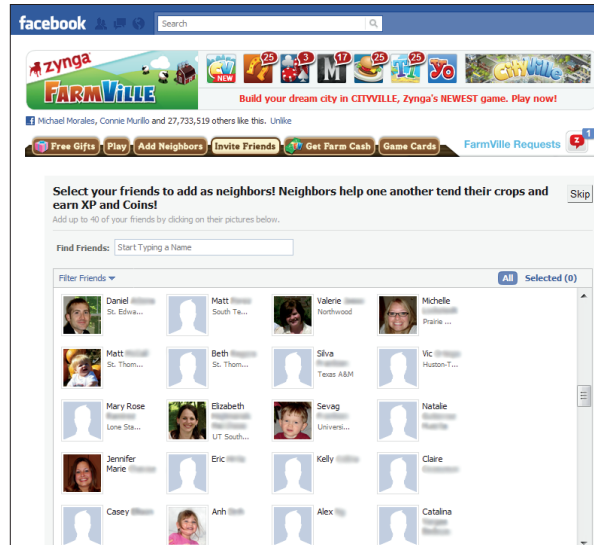 facebook Search
zynga
FARMVILLE
NEW 25 3 M 17 25 25 Yo CityVille
Build your dream city in CITYVILLE, Zynga's NEWEST game. Play now!
Michael Morales, Connie Murillo and 27,733,519 others like this. Unlike
Free Gifts Play Add Neighbors Invite Friends Get Farm Cash Game Cards FarmVille Requests 1
Select your friends to add as neighbors! Neighbors help one another tend their crops and Skip
earn XP and Coins!
Add up to 40 of your friends by clicking on their pictures below.
Find Friends: Start Typing a Name
Filter Friends All Selected (0)
Daniel Matt Valerie Michelle
St. Edwa... South Te... Northwood Prairie ...
Matt Beth Silva Vic
St. Thom... St. Thom... Texas A&M Huston-T...
Mary Rose Elizabeth Sevag Natalie
Lone Sta... UT South... Universi...
Jennifer Eric Kelly Claire
Marie
Casey Anh Alex Catalina